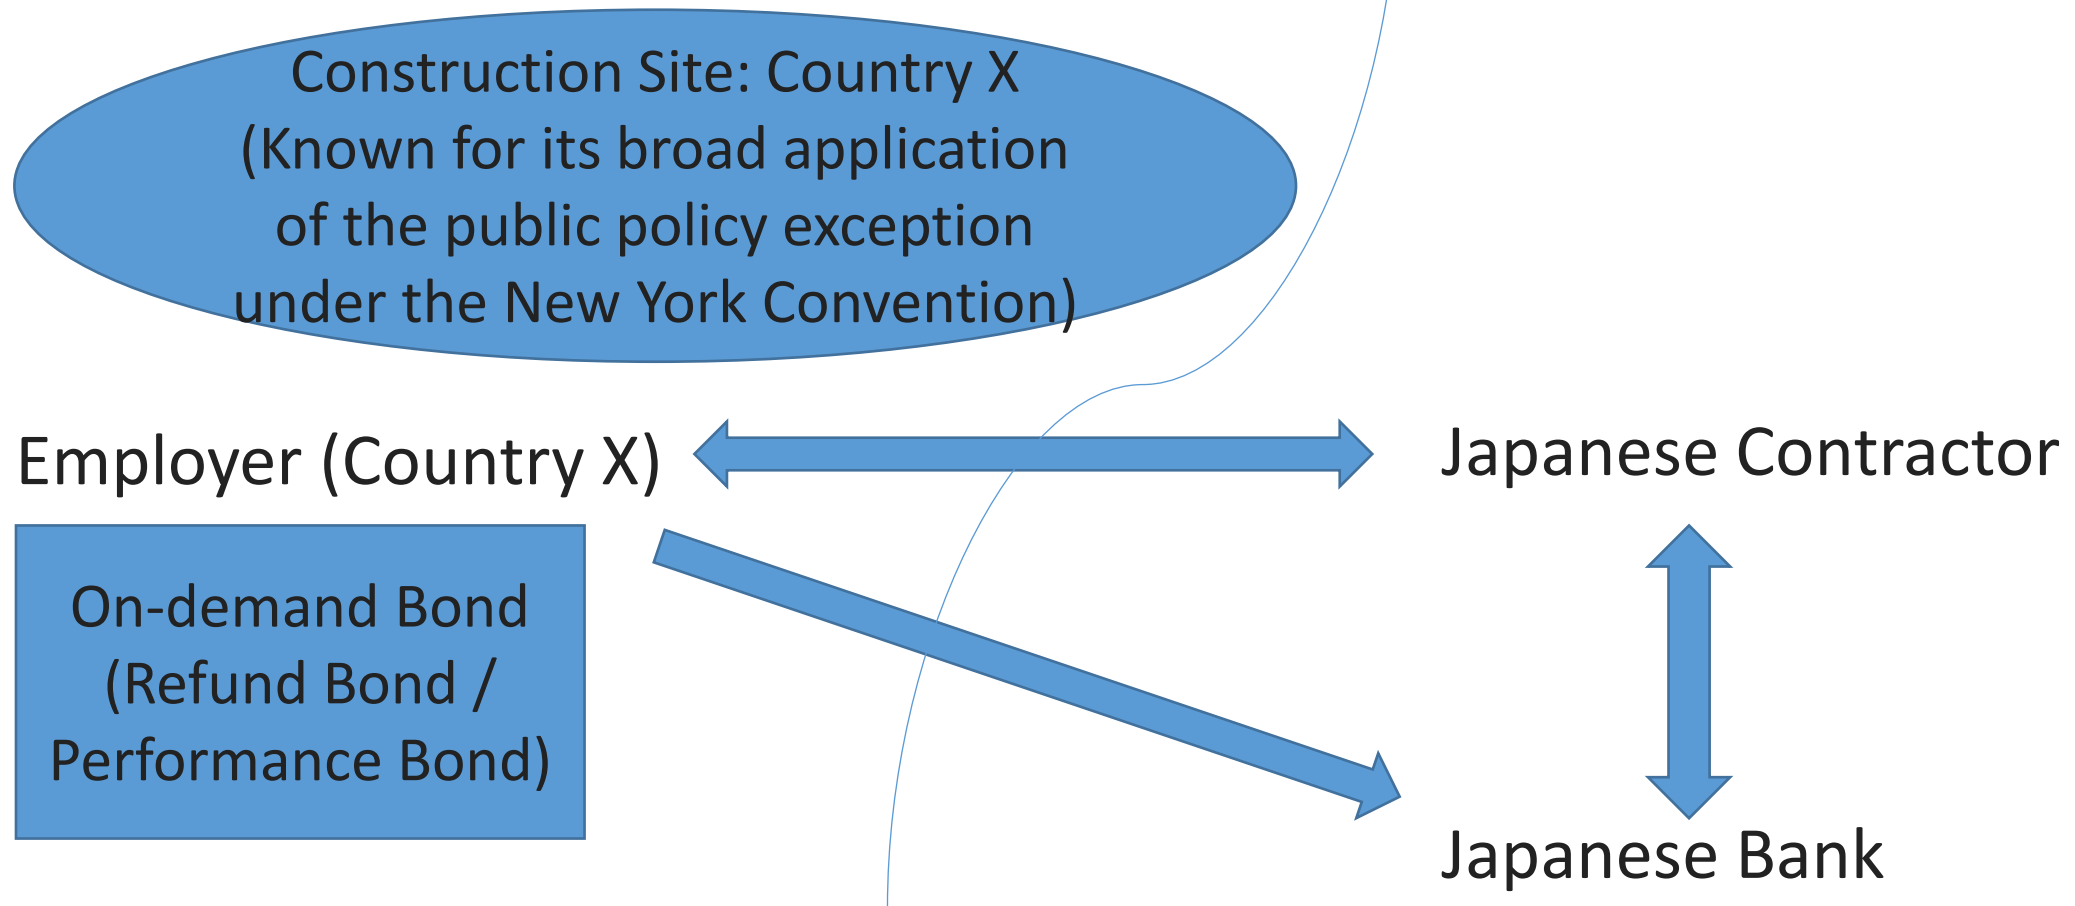 Construction Site: Country X
(Known for its broad application
of the public policy exception
under the New York Convention)
Employer (Country X)
Japanese Contractor
On-demand Bond
(Refund Bond /
Performance Bond)
Japanese Bank